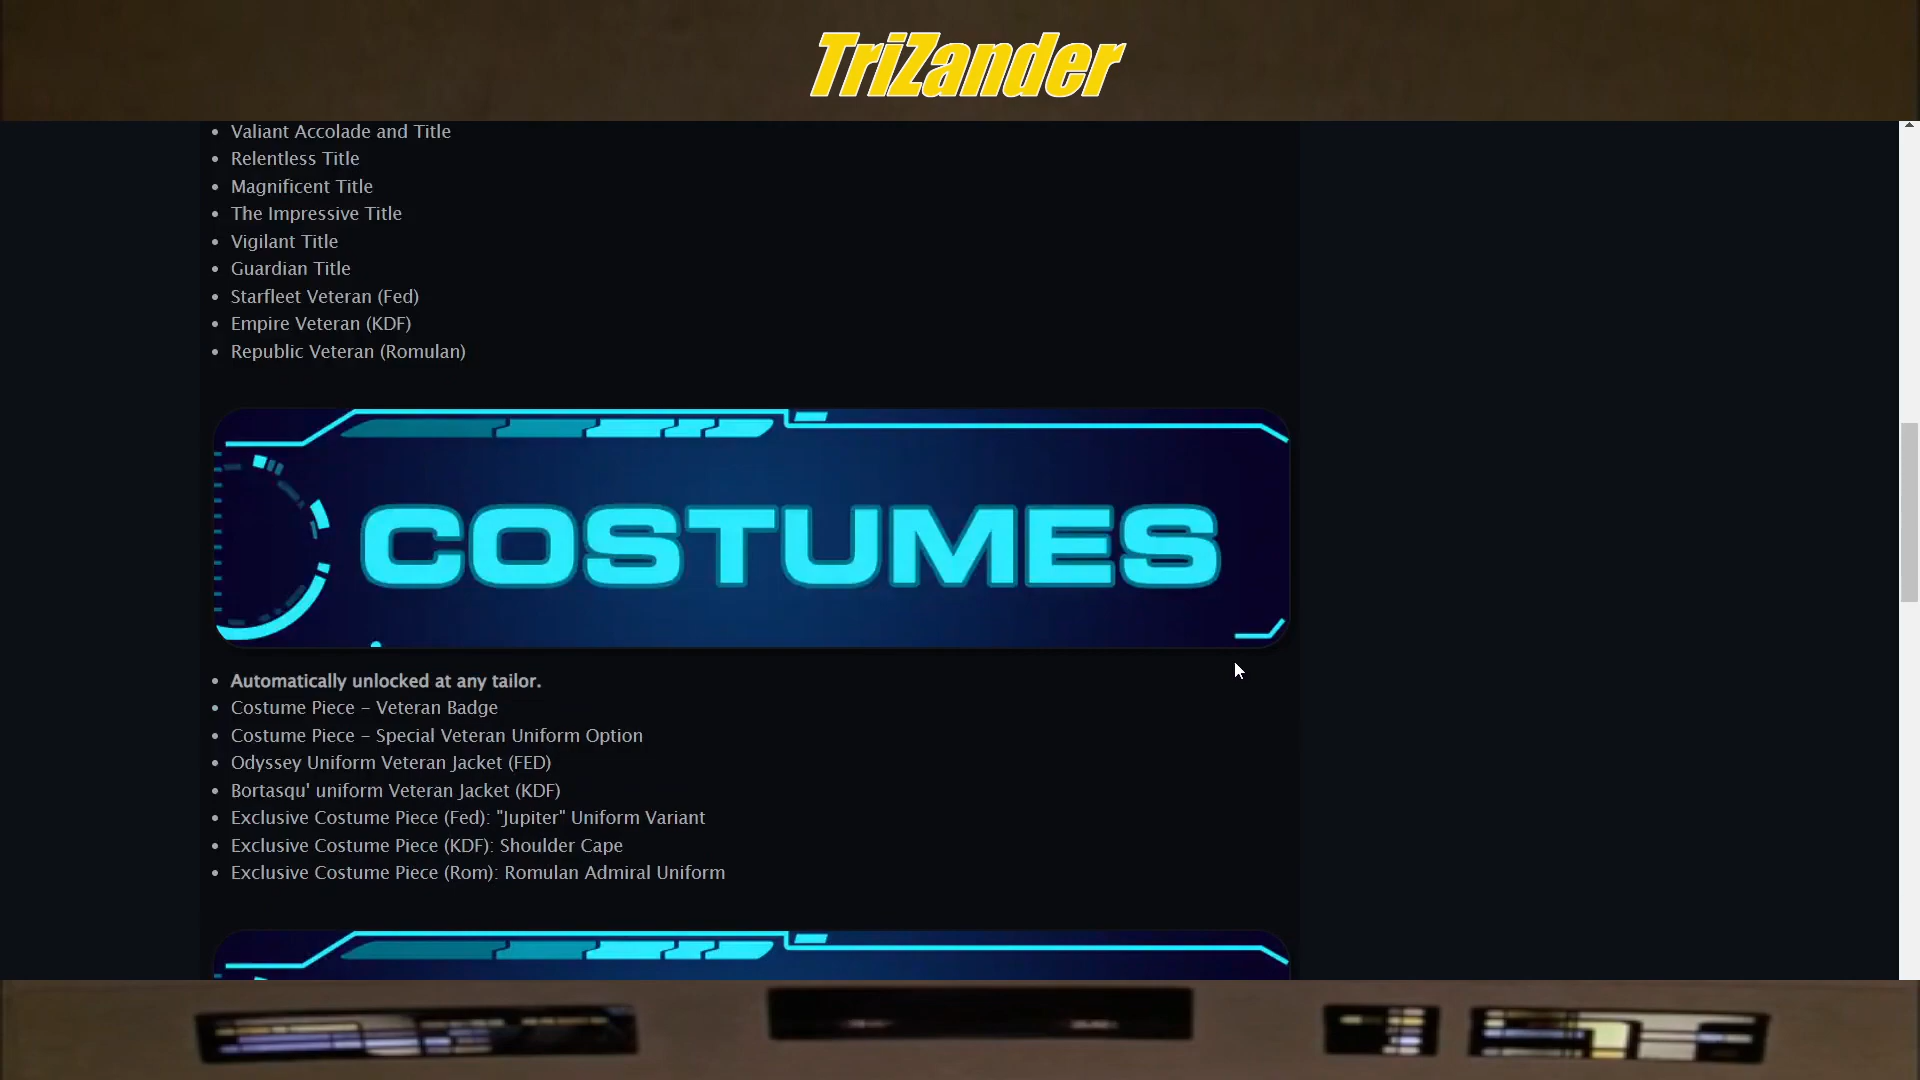 TriZander
Valiant Accolade and Title
Relentless Title
Magnificent Title
The Impressive Title
Vigilant Title
Guardian Title
Starfleet Veteran (Fed)
Empire Veteran (KDF)
Republic Veteran (Romulan)
COSTUMES
Automatically unlocked at any tailor.
Costume Piece – Veteran Badge
Costume Piece – Special Veteran Uniform Option
Odyssey Uniform Veteran Jacket (FED)
Bortasqu' uniform Veteran Jacket (KDF)
Exclusive Costume Piece (Fed): "Jupiter" Uniform Variant
Exclusive Costume Piece (KDF): Shoulder Cape
Exclusive Costume Piece (Rom): Romulan Admiral Uniform